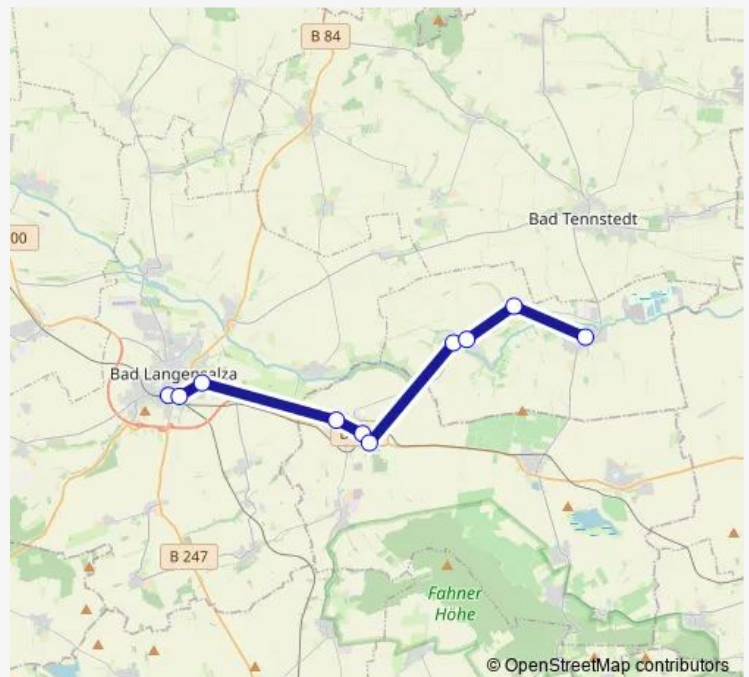 B 84
Bad Tennstedt
00
Bad Langensalza
B 247
Fahner
Höhe
© OpenStreetMap contributors